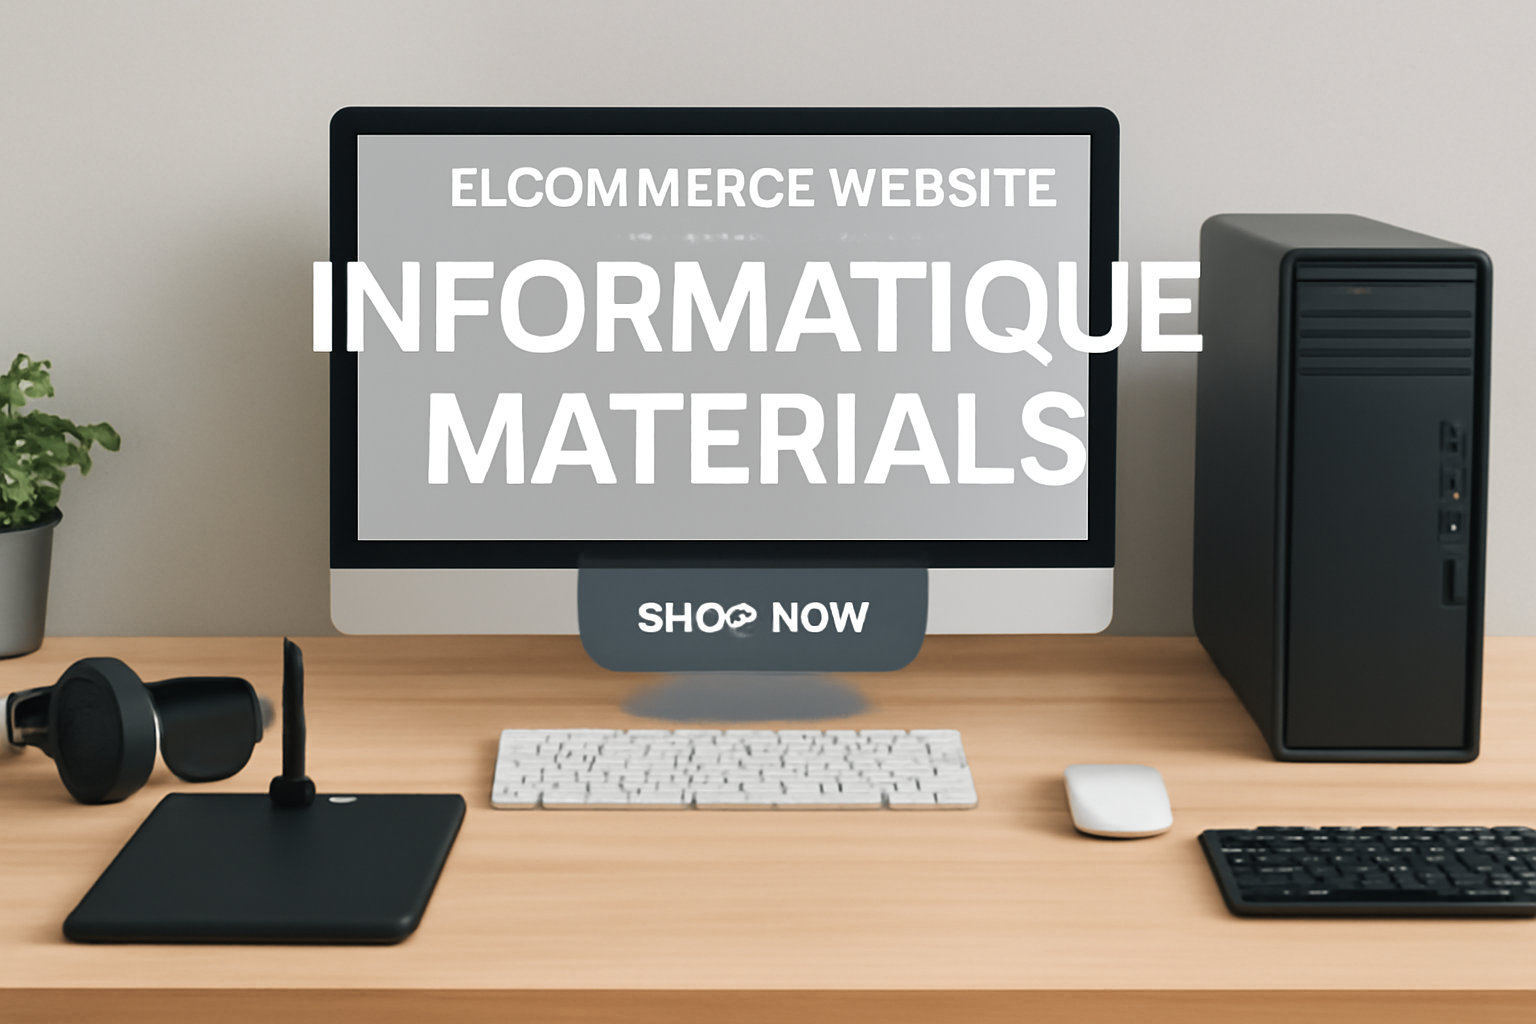 ELCOMMERCE WEBSITE
INFORMATIQUE
MATERIALS
NOW